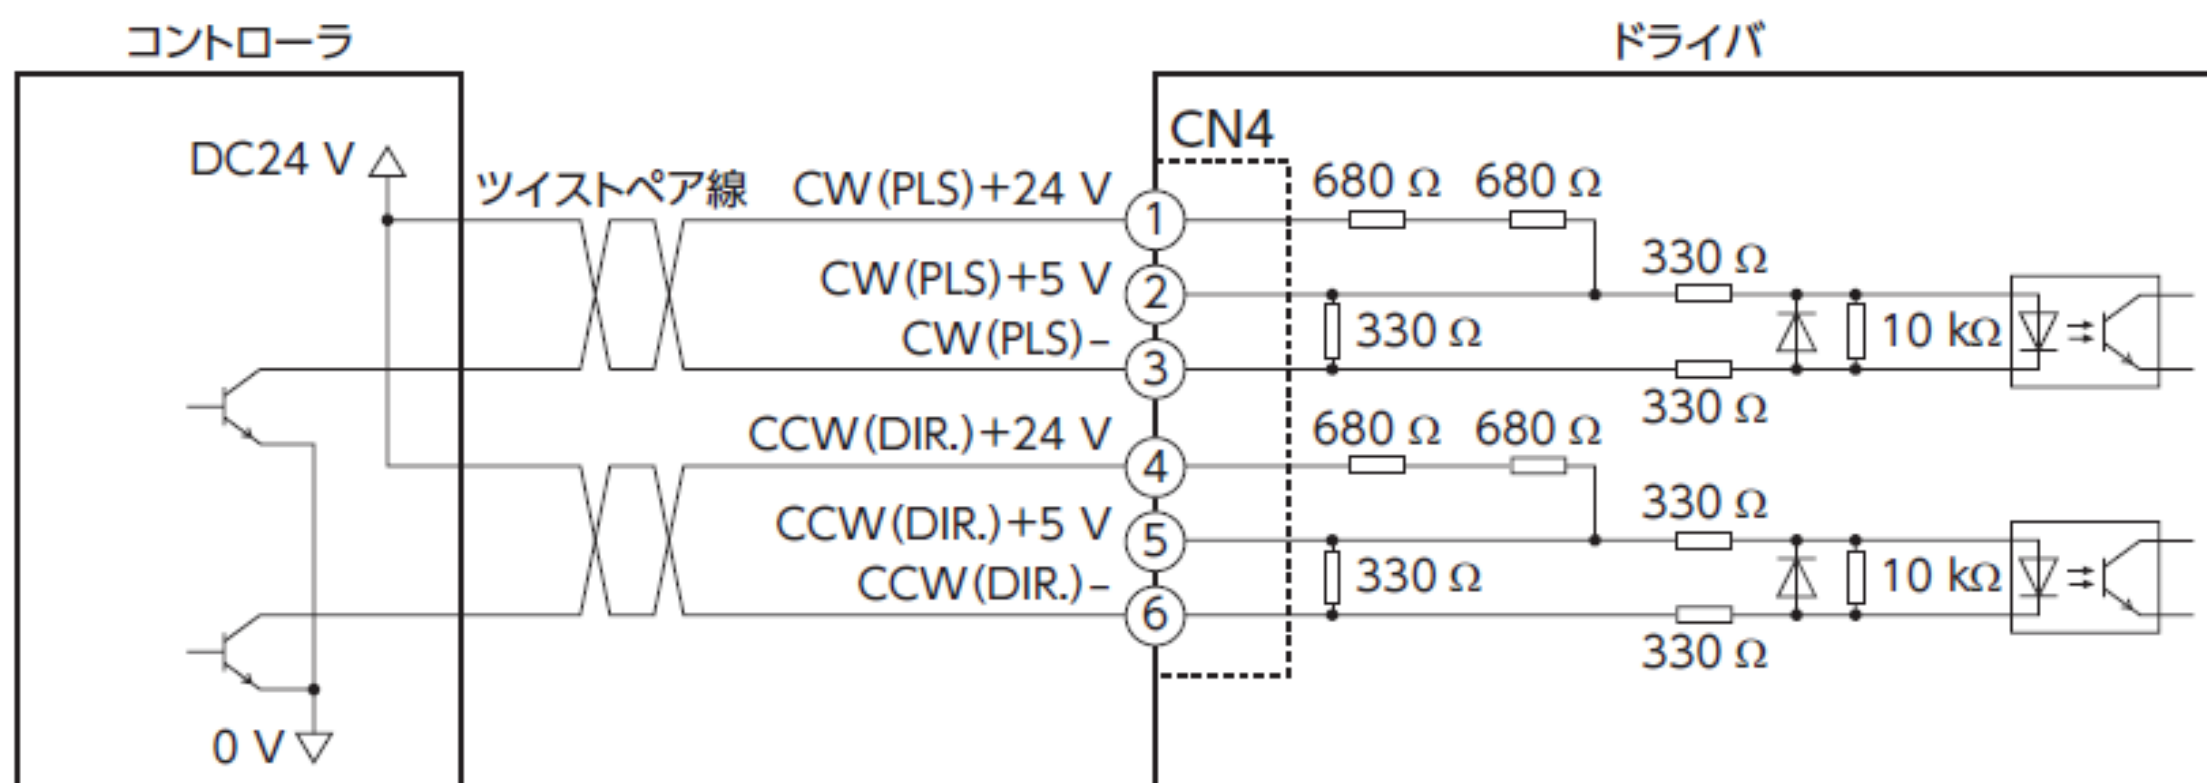 コントローラ
ドライバ
CN4
DC24 V
ツイストペア線
CW(PLS)+24 V
1
680 Ω
680 Ω
CW(PLS)+5 V
2
330 Ω
330 Ω
10 kΩ
CW(PLS)–
3
330 Ω
CCW(DIR.)+24 V
4
680 Ω
680 Ω
CCW(DIR.)+5 V
5
330 Ω
330 Ω
10 kΩ
CCW(DIR.)–
6
330 Ω
0 V